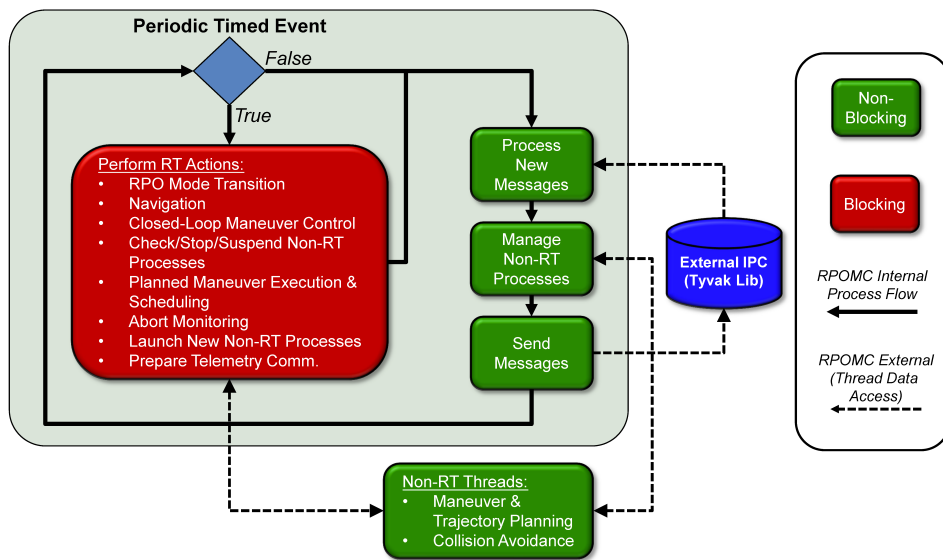 Periodic Timed Event
False
True
Perform RT Actions:
• RPO Mode Transition
• Navigation
• Closed-Loop Maneuver Control
• Check/Stop/Suspend Non-RT
Processes
• Planned Maneuver Execution &
Scheduling
• Abort Monitoring
• Launch New Non-RT Processes
• Prepare Telemetry Comm.
Process
New
Messages
Manage
Non-RT
Processes
Send
Messages
External IPC
(Tyvak Lib)
Non-RT Threads:
• Maneuver &
Trajectory Planning
• Collision Avoidance
Non-
Blocking
Blocking
RPOMC Internal
Process Flow
RPOMC External
(Thread Data
Access)